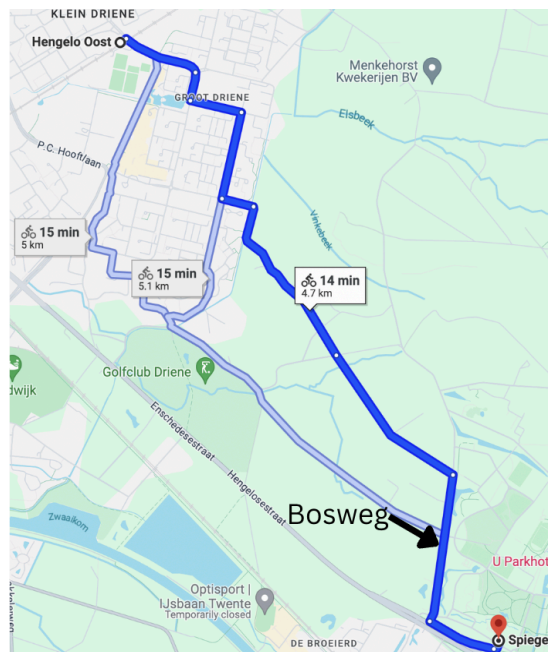 KLEIN DRIENE
Hengelo Oost
Menkehorst
Kwekerijen BV
GROOT DRIENE
Elsbeek
P.C. Hooftlaan
Vinkebeek
15 min
5 km
15 min
5.1 km
14 min
4.7 km
Golfclub Driene
dwijk
Enschedesestraat
Hengelosestraat
Bosweg
Zwaaikom
U Parkhot
Optisport |
IJsbaan Twente
Temporarily closed
Spiege
DE BROEIERD